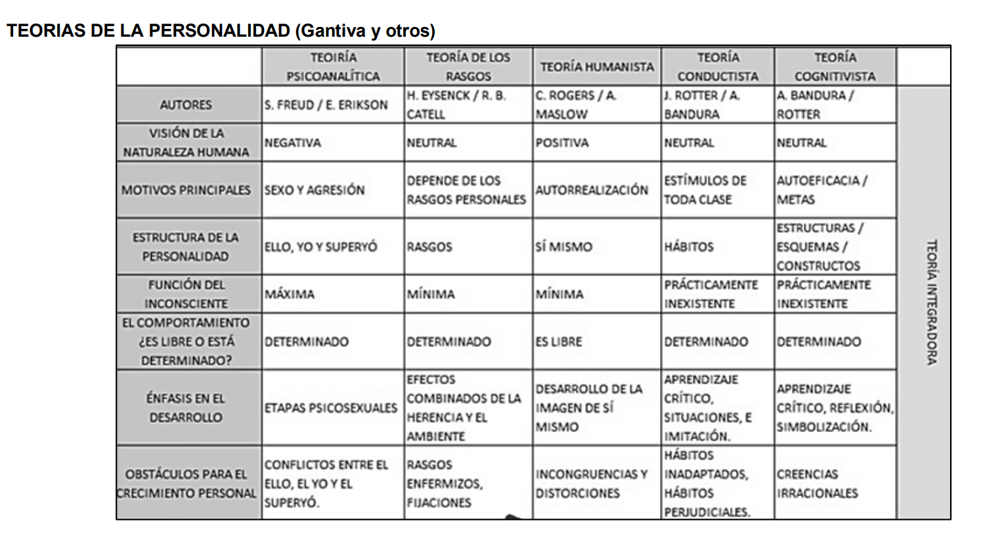 TEORIAS DE LA PERSONALIDAD (Gantiva y otros)
TEOIRÍA
PSICOANALÍTICA
TEORÍA DE LOS
RASGOS
TEORÍA HUMANISTA
TEORÍA
CONDUCTISTA
TEORÍA
COGNITIVISTA
AUTORES
S. FREUD / E. ERIKSON
H. EYSENCK / R. B.
CATELL
C. ROGERS / A.
MASLOW
J. ROTTER / A.
BANDURA
A. BANDURA /
ROTTER
VISIÓN DE LA
NATURALEZA HUMANA
NEGATIVA
NEUTRAL
POSITIVA
NEUTRAL
NEUTRAL
MOTIVOS PRINCIPALES
SEXO Y AGRESIÓN
DEPENDE DE LOS
RASGOS PERSONALES
AUTORREALIZACIÓN
ESTÍMULOS DE
TODA CLASE
AUTOEFICACIA /
METAS
ESTRUCTURA DE LA
PERSONALIDAD
ELLO, YO Y SUPERYÓ
RASGOS
SÍ MISMO
HÁBITOS
ESTRUCTURAS /
ESQUEMAS /
CONSTRUCTOS
FUNCIÓN DEL
INCONSCIENTE
MÁXIMA
MÍNIMA
MÍNIMA
PRÁCTICAMENTE
INEXISTENTE
PRÁCTICAMENTE
INEXISTENTE
EL COMPORTAMIENTO
¿ES LIBRE O ESTÁ
DETERMINADO?
DETERMINADO
DETERMINADO
ES LIBRE
DETERMINADO
DETERMINADO
ÉNFASIS EN EL
DESARROLLO
ETAPAS PSICOSEXUALES
EFECTOS
COMBINADOS DE LA
HERENCIA Y EL
AMBIENTE
DESARROLLO DE LA
IMAGEN DE SÍ
MISMO
APRENDIZAJE
CRÍTICO,
SITUACIONES, E
IMITACIÓN.
APRENDIZAJE
CRÍTICO, REFLEXIÓN,
SIMBOLIZACIÓN.
OBSTÁCULOS PARA EL
CRECIMIENTO PERSONAL
CONFLICTOS ENTRE EL
ELLO, EL YO Y EL
SUPERYÓ.
RASGOS
ENFERMIZOS,
FIJACIONES
INCONGRUENCIAS Y
DISTORCIONES
HÁBITOS
INADAPTADOS,
HÁBITOS
PERJUDICIALES.
CREENCIAS
IRRACIONALES
TEORÍA INTEGRADORA